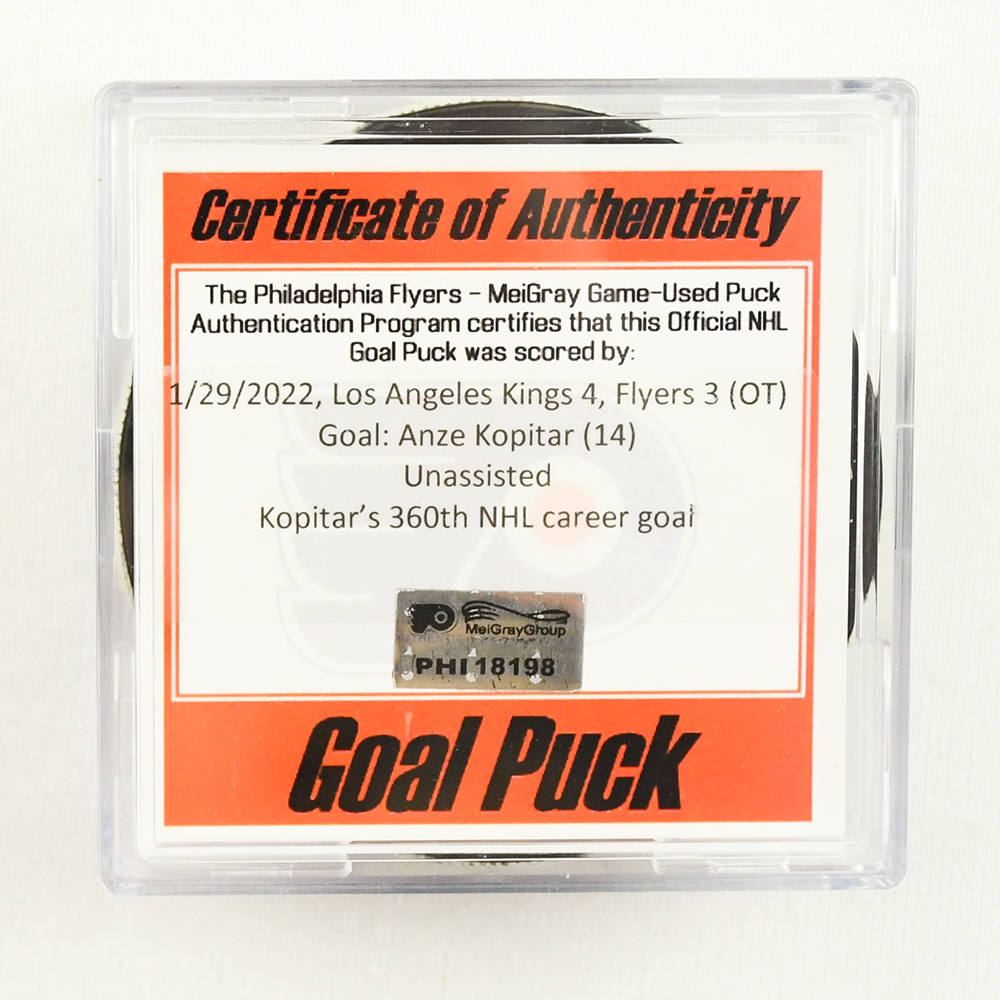 Certificate of Authenticity
The Philadelphia Flyers - MeiGray Game-Used Puck
Authentication Program certifies that this Official NHL
Goal Puck was scored by:
1/29/2022, Los Angeles Kings 4, Flyers 3 (OT)
Goal: Anze Kopitar (14)
Unassisted
Kopitar's 360th NHL career goal
MeiGrayGroup
PHI 18198
Goal Puck